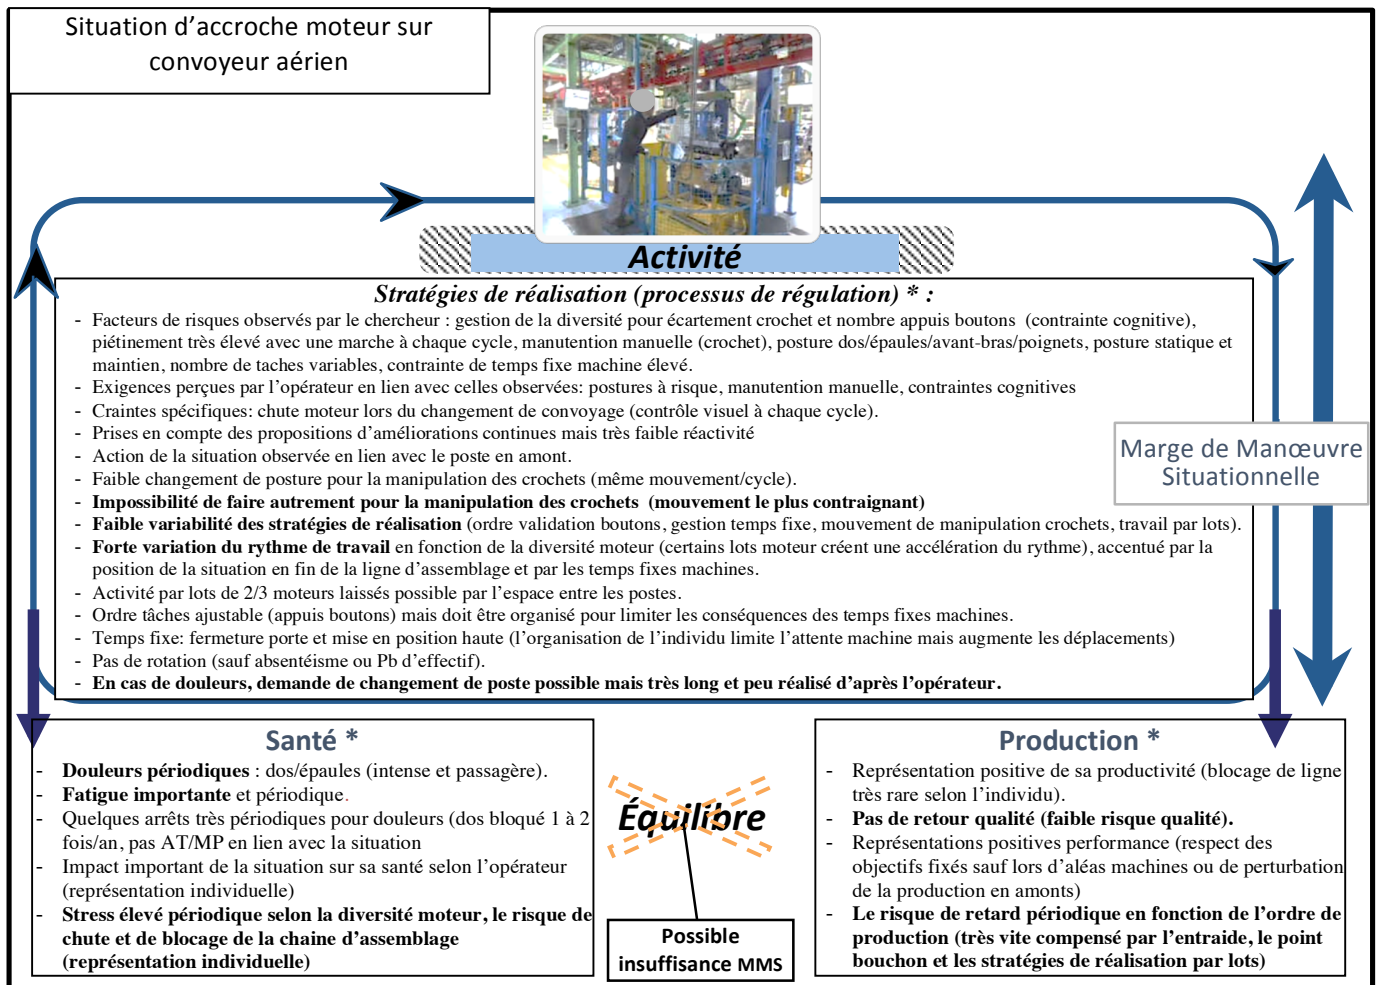 Situation d’accroche moteur sur
convoyeur aérien
Activité
Stratégies de réalisation (processus de régulation) * :
- Facteurs de risques observés par le chercheur : gestion de la diversité pour écartement crochet et nombre appuis boutons (contrainte cognitive),
piétinement très élevé avec une marche à chaque cycle, manutention manuelle (crochet), posture dos/épaules/avant-bras/poignets, posture statique et
maintien, nombre de taches variables, contrainte de temps fixe machine élevé.
- Exigences perçues par l’opérateur en lien avec celles observées: postures à risque, manutention manuelle, contraintes cognitives
- Craintes spécifiques: chute moteur lors du changement de convoyage (contrôle visuel à chaque cycle).
- Prises en compte des propositions d’améliorations continues mais très faible réactivité
- Action de la situation observée en lien avec le poste en amont.
- Faible changement de posture pour la manipulation des crochets (même mouvement/cycle).
- Impossibilité de faire autrement pour la manipulation des crochets (mouvement le plus contraignant)
- Faible variabilité des stratégies de réalisation (ordre validation boutons, gestion temps fixe, mouvement de manipulation crochets, travail par lots).
- Forte variation du rythme de travail en fonction de la diversité moteur (certains lots moteur créent une accélération du rythme), accentué par la
position de la situation en fin de la ligne d’assemblage et par les temps fixes machines.
- Activité par lots de 2/3 moteurs laissés possible par l’espace entre les postes.
- Ordre tâches ajustable (appuis boutons) mais doit être organisé pour limiter les conséquences des temps fixes machines.
- Temps fixe: fermeture porte et mise en position haute (l’organisation de l’individu limite l’attente machine mais augmente les déplacements)
- Pas de rotation (sauf absentéisme ou Pb d’effectif).
- En cas de douleurs, demande de changement de poste possible mais très long et peu réalisé d’après l’opérateur.
Marge de Manœuvre
Situationnelle
Santé *
- Douleurs périodiques : dos/épaules (intense et passagère).
- Fatigue importante et périodique.
- Quelques arrêts très périodiques pour douleurs (dos bloqué 1 à 2
fois/an, pas AT/MP en lien avec la situation
- Impact important de la situation sur sa santé selon l’opérateur
(représentation individuelle)
- Stress élevé périodique selon la diversité moteur, le risque de
chute et de blocage de la chaine d’assemblage
(représentation individuelle)
Équilibre
Possible
insuffisance MMS
Production *
- Représentation positive de sa productivité (blocage de ligne
très rare selon l’individu).
- Pas de retour qualité (faible risque qualité).
- Représentations positives performance (respect des
objectifs fixés sauf lors d’aléas machines ou de perturbation
de la production en amonts)
- Le risque de retard périodique en fonction de l’ordre de
production (très vite compensé par l’entraide, le point
bouchon et les stratégies de réalisation par lots)